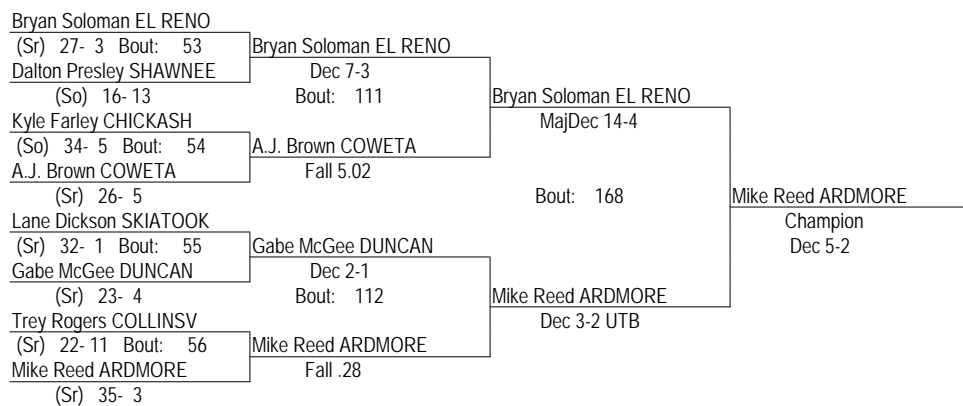 Bryan Soloman EL RENO
(Sr) 27- 3 Bout: 53
Dalton Presley SHAWNEE
(So) 16- 13
Kyle Farley CHICKASH
(So) 34- 5 Bout: 54
A.J. Brown COWETA
(Sr) 26- 5
Lane Dickson SKIATOOK
(Sr) 32- 1 Bout: 55
Gabe McGee DUNCAN
(Sr) 23- 4
Trey Rogers COLLINSV
(Sr) 22- 11 Bout: 56
Mike Reed ARDMORE
(Sr) 35- 3
Bryan Soloman EL RENO
Dec 7-3
Bout: 111
A.J. Brown COWETA
Fall 5.02
Gabe McGee DUNCAN
Dec 2-1
Bout: 112
Mike Reed ARDMORE
Fall .28
Bryan Soloman EL RENO
MajDec 14-4
Bout: 168
Mike Reed ARDMORE
Dec 3-2 UTB
Mike Reed ARDMORE
Champion
Dec 5-2